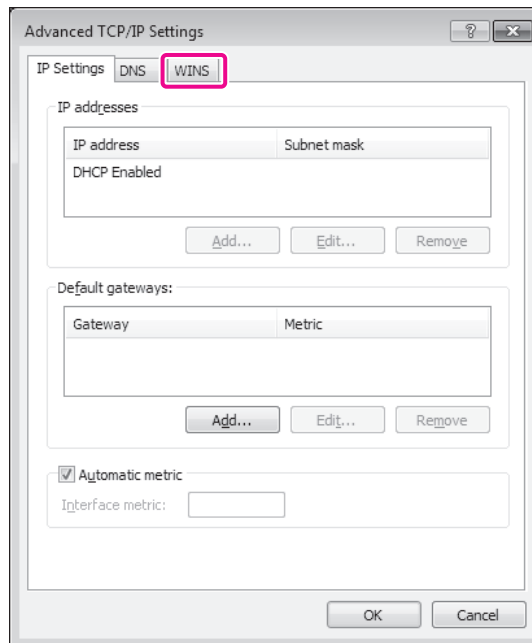 Advanced TCP/IP Settings
?
IP Settings DNS WINS
IP addresses
IP address Subnet mask
DHCP Enabled
Add... Edit... Remove
Default gateways:
Gateway Metric
Add... Edit... Remove
Automatic metric
Interface metric:
OK Cancel